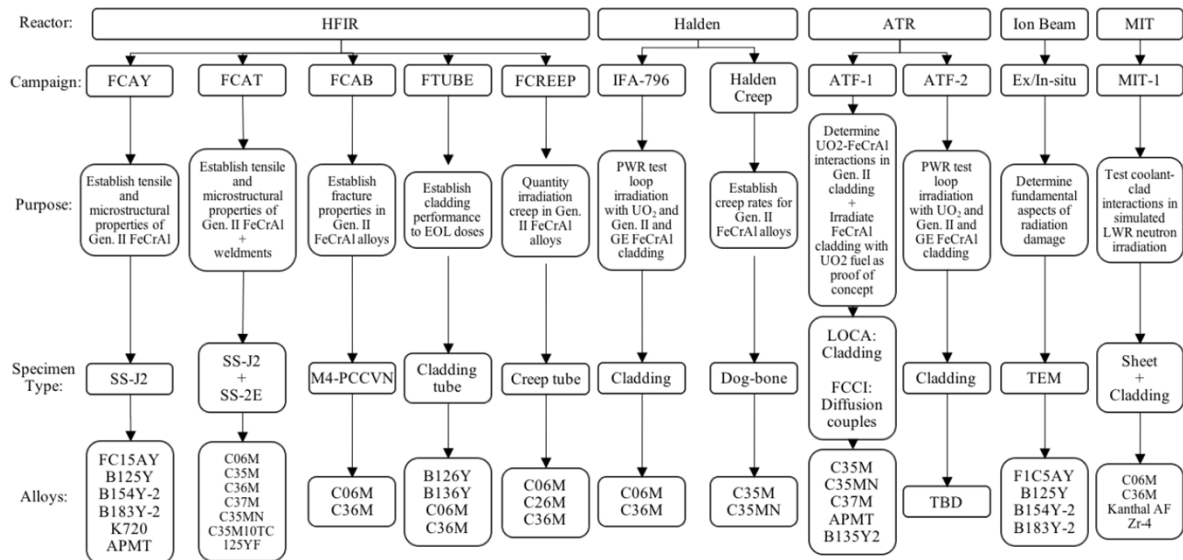 Reactor:
HFIR
Halden
ATR
Ion Beam
MIT
Campaign:
FCAY
FCAT
FCAB
FTUBE
FCREEP
IFA-796
Halden
Creep
ATF-1
ATF-2
Ex/In-situ
MIT-1
Purpose:
Establish tensile
and
microstructural
properties of
Gen. II FeCrAl
Establish tensile
and
microstructural
properties of
Gen. II FeCrAl
+
weldments
Establish
fracture
properties in
Gen. II
FeCrAl alloys
Establish
cladding
performance
to EOL doses
Quantity
irradiation
creep in Gen.
II FeCrAl
alloys
PWR test
loop
irradiation
with UO₂ and
Gen. II and
GE FeCrAl
cladding
Establish
creep rates for
Gen. II
FeCrAl alloys
Determine
UO2-FeCrAl
interactions in
Gen. II
cladding
+
Irradiate
FeCrAl
cladding with
UO2 fuel as
proof of
concept
PWR test
loop
irradiation
with UO₂ and
Gen. II and
GE FeCrAl
cladding
Determine
fundamental
aspects of
radiation
damage
Test coolant-
clad
interactions in
simulated
LWR neutron
irradiation
Specimen
Type:
SS-J2
SS-J2
+
SS-2E
M4-PCCVN
Cladding
tube
Creep tube
Cladding
Dog-bone
LOCA:
Cladding
FCCI:
Diffusion
couples
Cladding
TEM
Sheet
+
Cladding
Alloys:
FC15AY
B125Y
B154Y-2
B183Y-2
K720
APMT
C06M
C35M
C36M
C37M
C35MN
C35M10TC
125YF
C06M
C36M
B126Y
B136Y
C06M
C36M
C06M
C26M
C36M
C06M
C36M
C35M
C35MN
C35M
C35MN
C37M
APMT
B135Y2
TBD
F1C5AY
B125Y
B154Y-2
B183Y-2
C06M
C36M
Kanthal AF
Zr-4